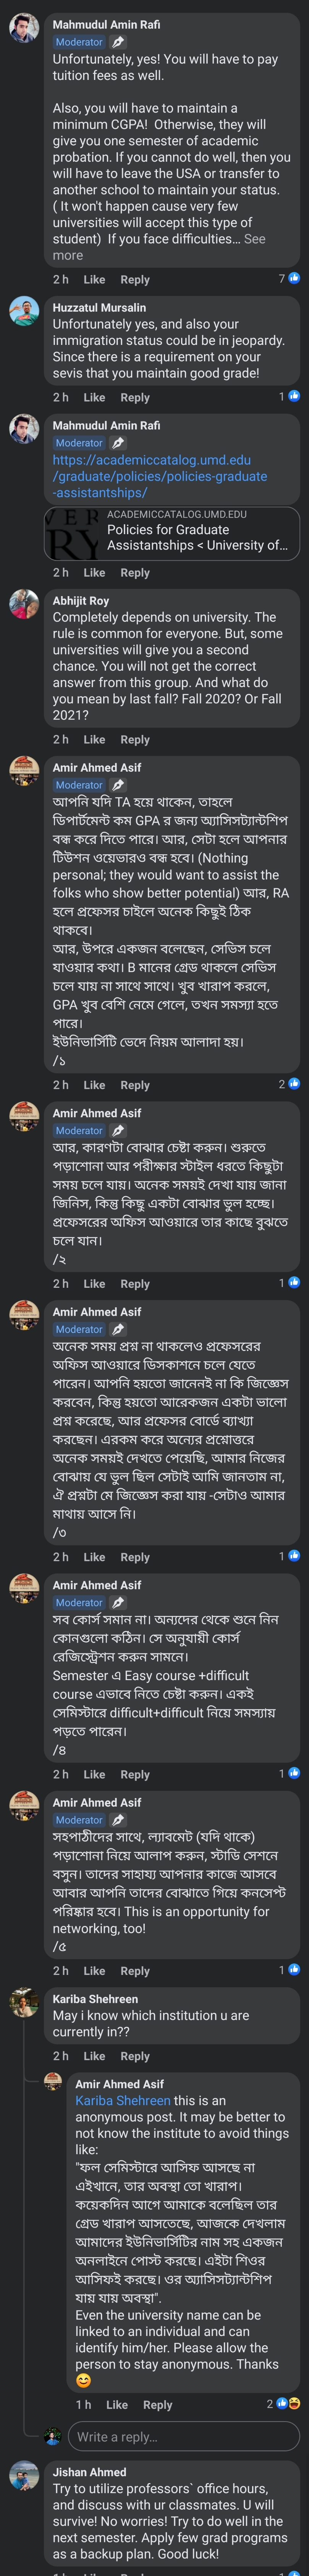 Mahmudul Amin Rafi
Moderator
Unfortunately, yes! You will have to pay
tuition fees as well.
Also, you will have to maintain a
minimum CGPA!  Otherwise, they will
give you one semester of academic
probation. If you cannot do well, then you
will have to leave the USA or transfer to
another school to maintain your status.
( It won't happen cause very few
universities will accept this type of
student)  If you face difficulties... See
more
2 h Like Reply 7
Huzzatul Mursalin
Unfortunately yes, and also your
immigration status could be in jeopardy.
Since there is a requirement on your
sevis that you maintain good grade!
2 h Like Reply 1
Mahmudul Amin Rafi
Moderator
https://academiccatalog.umd.edu
/graduate/policies/policies-graduate
-assistantships/
VER
RY
ACADEMICCATALOG.UMD.EDU
Policies for Graduate
Assistantships < University of...
2 h Like Reply
Abhijit Roy
Completely depends on university. The
rule is common for everyone. But, some
universities will give you a second
chance. You will not get the correct
answer from this group. And what do
you mean by last fall? Fall 2020? Or Fall
2021?
2 h Like Reply
Amir Ahmed Asif
Moderator
আপনি যদি TA হয়ে থাকেন, তাহলে
ডিপার্টমেন্ট কম GPA র জন্য অ্যাসিসট্যান্টশিপ
বন্ধ করে দিতে পারে। আর, সেটা হলে আপনার
টিউশন ওয়েভারও বন্ধ হবে। (Nothing
personal; they would want to assist the
folks who show better potential) আর, RA
হলে প্রফেসর চাইলে অনেক কিছুই ঠিক
থাকবে।
আর, উপরে একজন বলেছেন, সেভিস চলে
যাওয়ার কথা। B মানের গ্রেড থাকলে সেভিস
চলে যায় না সাথে সাথে। খুব খারাপ করলে,
GPA খুব বেশি নেমে গেলে, তখন সমস্যা হতে
পারে।
ইউনিভার্সিটি ভেদে নিয়ম আলাদা হয়।
/১
2 h Like Reply 2
Amir Ahmed Asif
Moderator
আর, কারণটা বোঝার চেষ্টা করুন। শুরুতে
পড়াশোনা আর পরীক্ষার স্টাইল ধরতে কিছুটা
সময় চলে যায়। অনেক সময়ই দেখা যায় জানা
জিনিস, কিন্তু কিছু একটা বোঝার ভুল হচ্ছে।
প্রফেসরের অফিস আওয়ারে তার কাছে বুঝতে
চলে যান।
/২
2 h Like Reply 1
Amir Ahmed Asif
Moderator
অনেক সময় প্রশ্ন না থাকলেও প্রফেসরের
অফিস আওয়ারে ডিসকাশনে চলে যেতে
পারেন। আপনি হয়তো জানেনই না কি জিজ্ঞেস
করবেন, কিন্তু হয়তো আরেকজন একটা ভালো
প্রশ্ন করেছে, আর প্রফেসর বোর্ডে ব্যাখ্যা
করছেন। এরকম করে অন্যের প্রশ্নোত্তরে
অনেক সময়ই দেখতে পেয়েছি, আমার নিজের
বোঝায় যে ভুল ছিল সেটাই আমি জানতাম না,
ঐ প্রশ্নটা যে জিজ্ঞেস করা যায় -সেটাও আমার
মাথায় আসে নি।
/৩
2 h Like Reply 1
Amir Ahmed Asif
Moderator
সব কোর্স সমান না। অন্যদের থেকে শুনে নিন
কোনগুলো কঠিন। সে অনুযায়ী কোর্স
রেজিস্ট্রেশন করুন সামনে।
Semester এ Easy course +difficult
course এভাবে নিতে চেষ্টা করুন। একই
সেমিস্টারে difficult+difficult নিয়ে সমস্যায়
পড়তে পারেন।
/৪
2 h Like Reply 1
Amir Ahmed Asif
Moderator
সহপাঠীদের সাথে, ল্যাবমেট (যদি থাকে)
পড়াশোনা নিয়ে আলাপ করুন, স্টাডি সেশনে
বসুন। তাদের সাহায্য আপনার কাজে আসবে
আবার আপনি তাদের বোঝাতে গিয়ে কনসেপ্ট
পরিষ্কার হবে। This is an opportunity for
networking, too!
/৫
2 h Like Reply 1
Kariba Shehreen
May i know which institution u are
currently in??
2 h Like Reply
Amir Ahmed Asif
Kariba Shehreen this is an
anonymous post. It may be better to
not know the institute to avoid things
like:
"ফল সেমিস্টারে আসিফ আসছে না
এইখানে, তার অবস্থা তো খারাপ।
কয়েকদিন আগে আমাকে বলেছিল তার
গ্রেড খারাপ আসতেছে, আজকে দেখলাম
আমাদের ইউনিভার্সিটির নাম সহ একজন
অনলাইনে পোস্ট করছে। এইটা শিওর
আসিফই করছে। ওর অ্যাসিসট্যান্টশিপ
যায় যায় অবস্থা".
Even the university name can be
linked to an individual and can
identify him/her. Please allow the
person to stay anonymous. Thanks
😊
1 h Like Reply 2
Write a reply...
Jishan Ahmed
Try to utilize professors` office hours,
and discuss with ur classmates. U will
survive! No worries! Try to do well in the
next semester. Apply few grad programs
as a backup plan. Good luck!